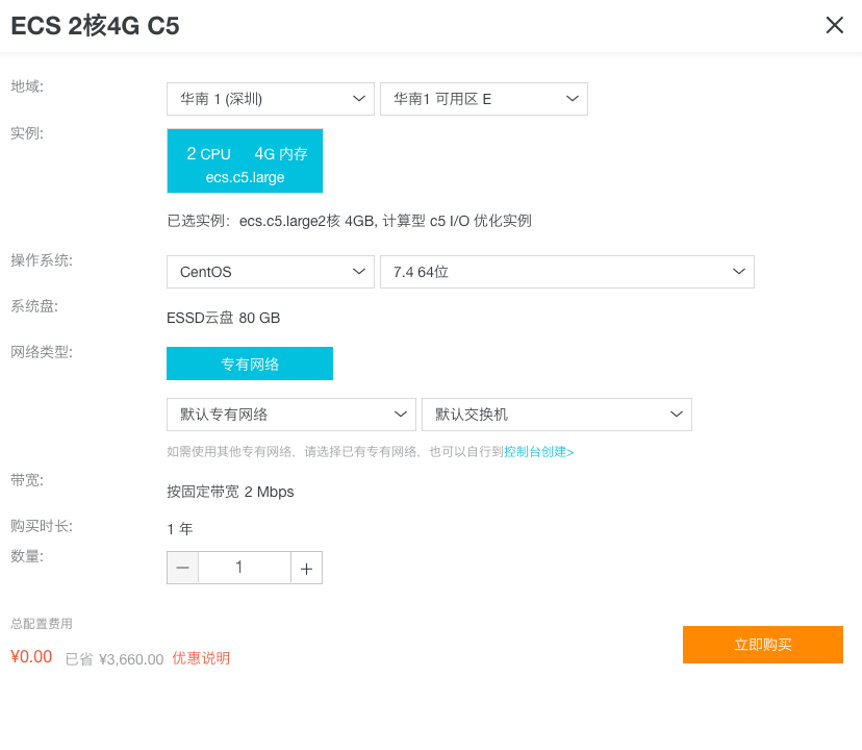 ECS 2核4G C5
地域:
华南 1 (深圳) 华南1 可用区 E
实例:
2 CPU 4G 内存
ecs.c5.large
已选实例：ecs.c5.large2核 4GB, 计算型 c5 I/O 优化实例
操作系统:
CentOS 7.4 64位
系统盘:
ESSD云盘 80 GB
网络类型:
专有网络
默认专有网络 默认交换机
如需使用其他专有网络、请选择已有专有网络、也可以自行到控制台创建>
带宽:
按固定带宽 2 Mbps
购买时长:
1 年
数量:
1
总配置费用
¥0.00 已省 ¥3,660.00 优惠说明
立即购买